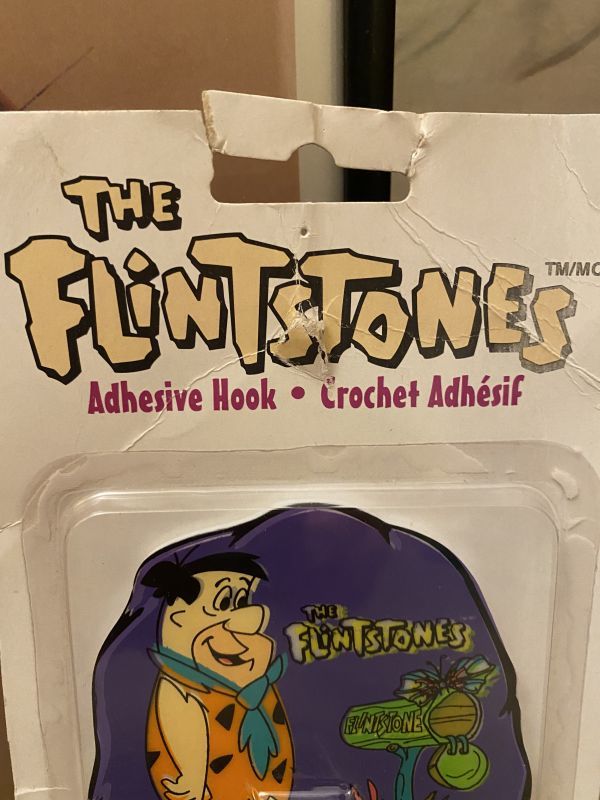 THE
FLINTSTONES TM/MC
Adhesive Hook • Crochet Adhésif
THE
FLINTSTONES
FLINTSTONE